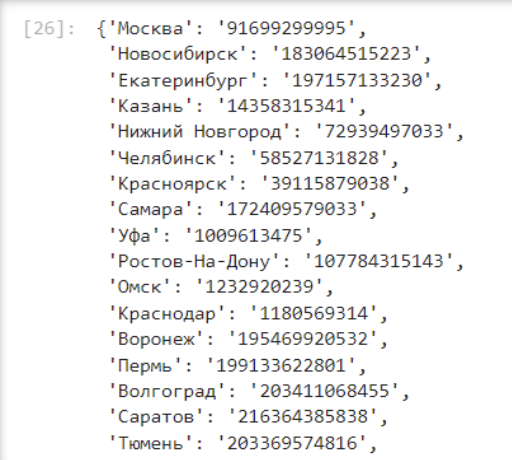 [26]: {'Москва': '91699299995',
'Новосибирск': '183064515223',
'Екатеринбург': '197157133230',
'Казань': '14358315341',
'Нижний Новгород': '72939497033',
'Челябинск': '58527131828',
'Красноярск': '39115879038',
'Самара': '172409579033',
'Уфа': '1009613475',
'Ростов-На-Дону': '107784315143',
'Омск': '1232920239',
'Краснодар': '1180569314',
'Воронеж': '195469920532',
'Пермь': '199133622801',
'Волгоград': '203411068455',
'Саратов': '216364385838',
'Тюмень': '203369574816',